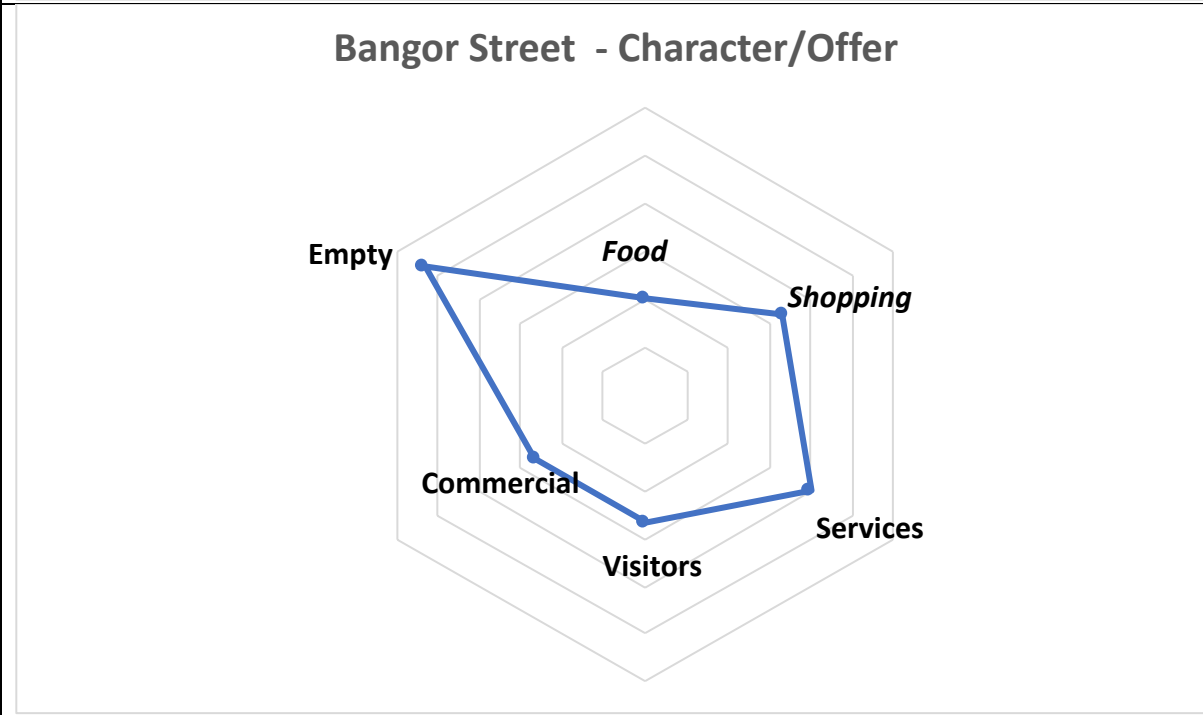 Bangor Street - Character/Offer
Food
Shopping
Services
Visitors
Commercial
Empty